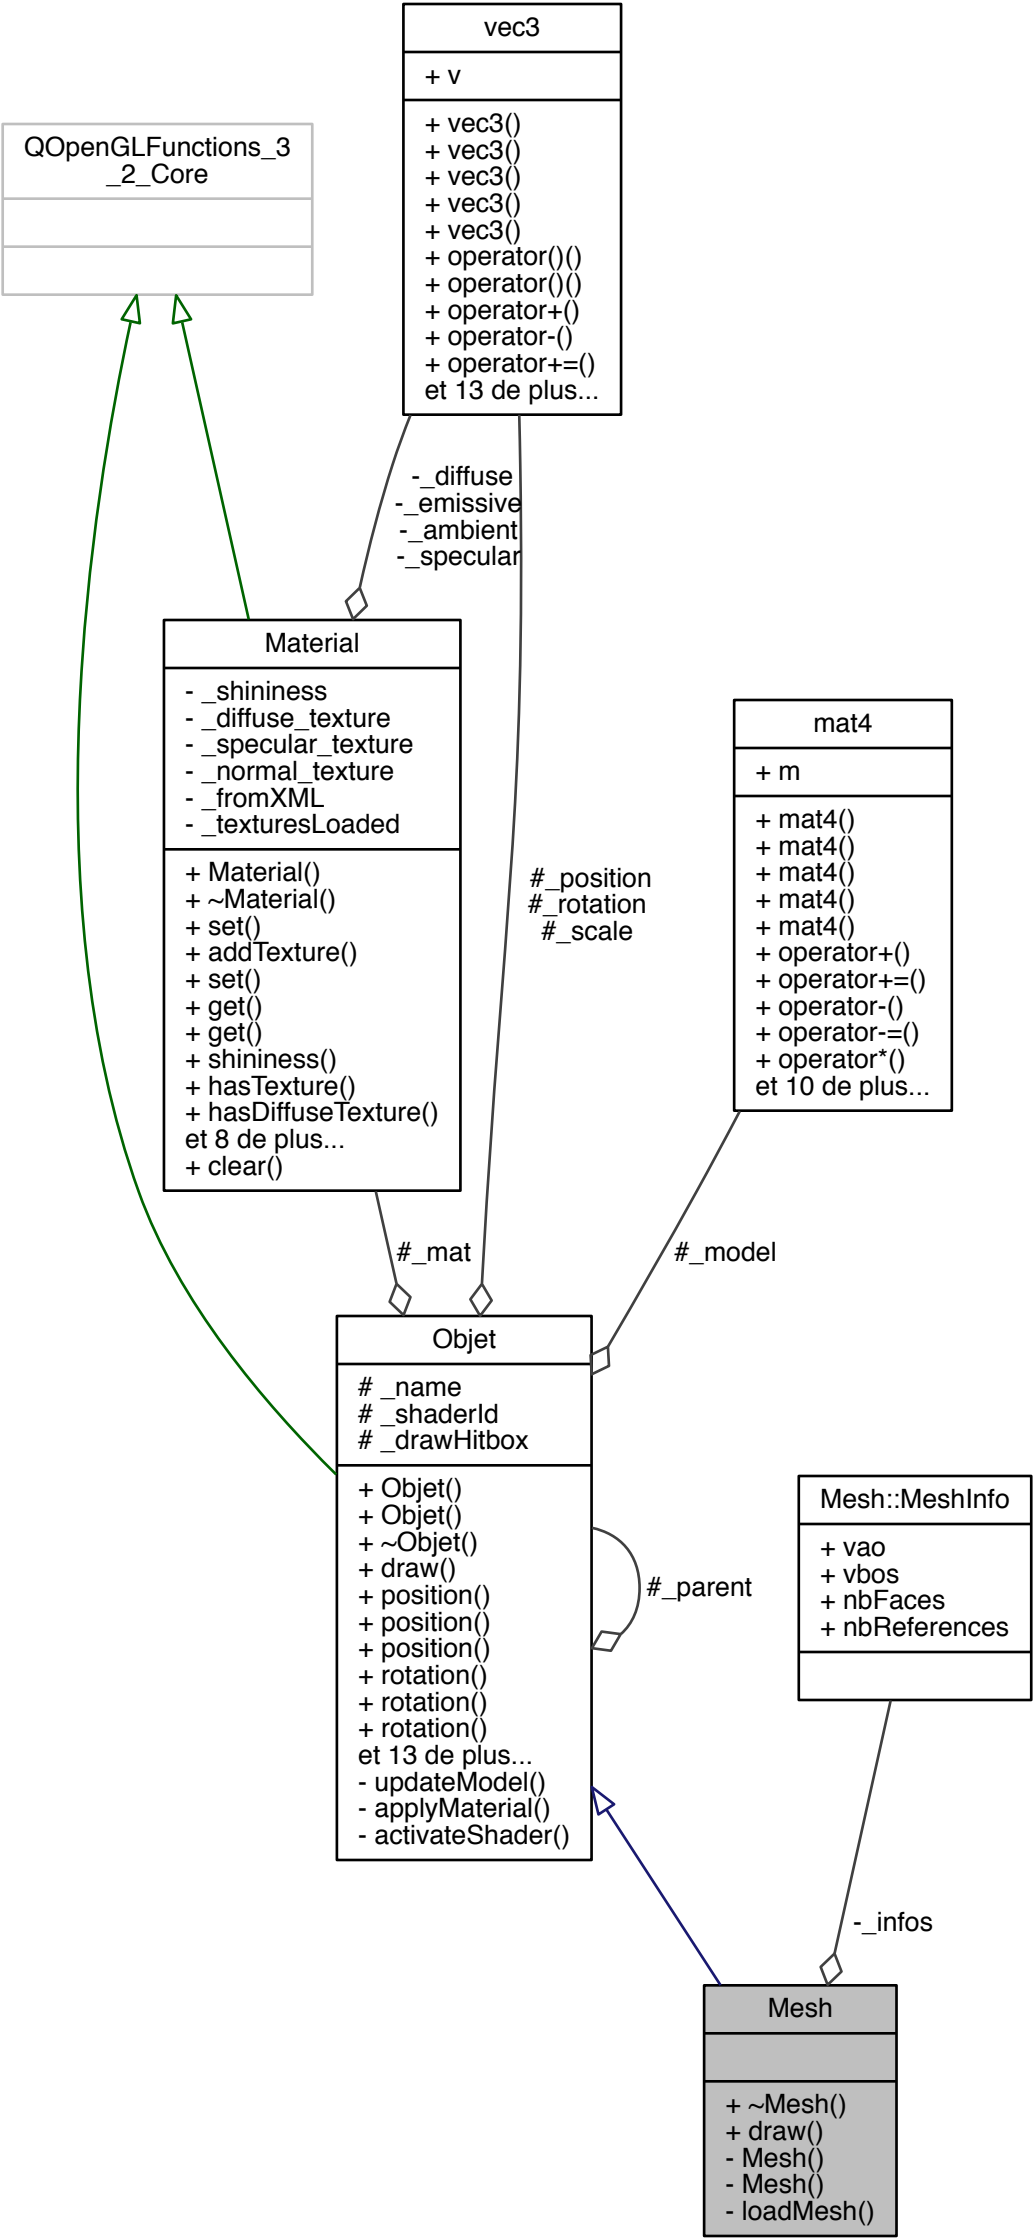 vec3
+ v
+ vec3()
+ vec3()
+ vec3()
+ vec3()
+ vec3()
+ operator()()
+ operator()()
+ operator+()
+ operator-()
+ operator+=()
et 13 de plus...
QOpenGLFunctions_3
_2_Core
-_diffuse
-_emissive
-_ambient
-_specular
Material
- _shininess
- _diffuse_texture
- _specular_texture
- _normal_texture
- _fromXML
- _texturesLoaded
+ Material()
+ ~Material()
+ set()
+ addTexture()
+ set()
+ get()
+ get()
+ shininess()
+ hasTexture()
+ hasDiffuseTexture()
et 8 de plus...
+ clear()
#_position
#_rotation
#_scale
mat4
+ m
+ mat4()
+ mat4()
+ mat4()
+ mat4()
+ mat4()
+ operator+()
+ operator+=()
+ operator-()
+ operator-=()
+ operator*()
et 10 de plus...
#_mat
#_model
Objet
# _name
# _shaderId
# _drawHitbox
+ Objet()
+ Objet()
+ ~Objet()
+ draw()
+ position()
+ position()
+ position()
+ rotation()
+ rotation()
+ rotation()
et 13 de plus...
- updateModel()
- applyMaterial()
- activateShader()
#_parent
Mesh::MeshInfo
+ vao
+ vbos
+ nbFaces
+ nbReferences
-_infos
Mesh
+ ~Mesh()
+ draw()
- Mesh()
- Mesh()
- loadMesh()